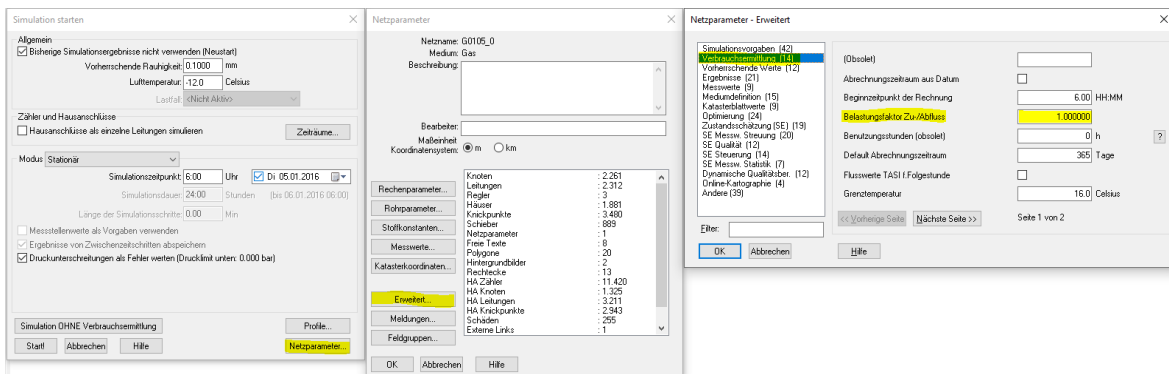 Simulation starten
Allgemein
Bisherige Simulationsergebnisse nicht verwenden (Neustart)
Vorherrschende Rauhigkeit: 0.1000 mm
Lufttemperatur: -12.0 Celsius
Lastfall: <Nicht Aktiv>
Zähler und Hausanschlüsse
Hausanschlüsse als einzelne Leitungen simulieren
Zeiträume...
Modus Stationär
Simulationszeitpunkt: 6:00 Uhr Di 05.01.2016
Simulationsdauer: 24:00 Stunden (bis 06.01.2016 06:00)
Länge der Simulationsschritte: 0.00 Min
Messstellenwerte als Vorgaben verwenden
Ergebnisse von Zwischenzeitschritten abspeichern
Druckunterschreitungen als Fehler werten (Drucklimit unten: 0.000 bar)
Simulation OHNE Verbrauchsermittlung
Profile...
Start!
Abbrechen
Hilfe
Netzparameter...
Netzparameter
Netzname: G0105_0
Medium: Gas
Beschreibung:
Bearbeiter:
Maßeinheit
Koordinatensystem: m km
Rechenparameter...
Rohrparameter...
Stoffkonstanten...
Messwerte...
Katasterkoordinaten...
Erweitert...
Meldungen...
Feldgruppen...
Knoten : 2.261
Leitungen : 2.312
Regler : 3
Häuser : 1.881
Knickpunkte : 3.480
Schieber : 889
Netzparameter : 1
Freie Texte : 8
Polygone : 20
Hintergrundbilder : 2
Rechtecke : 13
HA Zähler : 11.420
HA Knoten : 1.325
HA Leitungen : 3.211
HA Knickpunkte : 2.943
Schäden : 255
Externe Links : 1
OK
Abbrechen
Hilfe
Netzparameter - Erweitert
Simulationsvorgaben (42)
Verbrauchsermittlung (14)
Vorherrschende Werte (12)
Ergebnisse (21)
Messwerte (9)
Mediumdefinition (15)
Katasterblattwerte (9)
Optimierung (24)
Zustandsschätzung (SE) (19)
SE Messw. Streuung (20)
SE Qualität (12)
SE Steuerung (14)
SE Messw. Statistik (7)
Dynamische Qualitätsber. (12)
Online-Kartographie (4)
Andere (39)
Filter:
OK
Abbrechen
(Obsolet)
Abrechnungszeitraum aus Datum
Beginnzeitpunkt der Rechnung 6.00 HH:MM
Belastungsfaktor Zu-/Abfluss 1.000000
Benutzungsstunden (obsolet) 0 h
?
Default Abrechnungszeitraum 365 Tage
Flusswerte TASI f.Folgestunde
Grenztemperatur 16.0 Celsius
<< Vorherige Seite
Nächste Seite >>
Seite 1 von 2
Hilfe